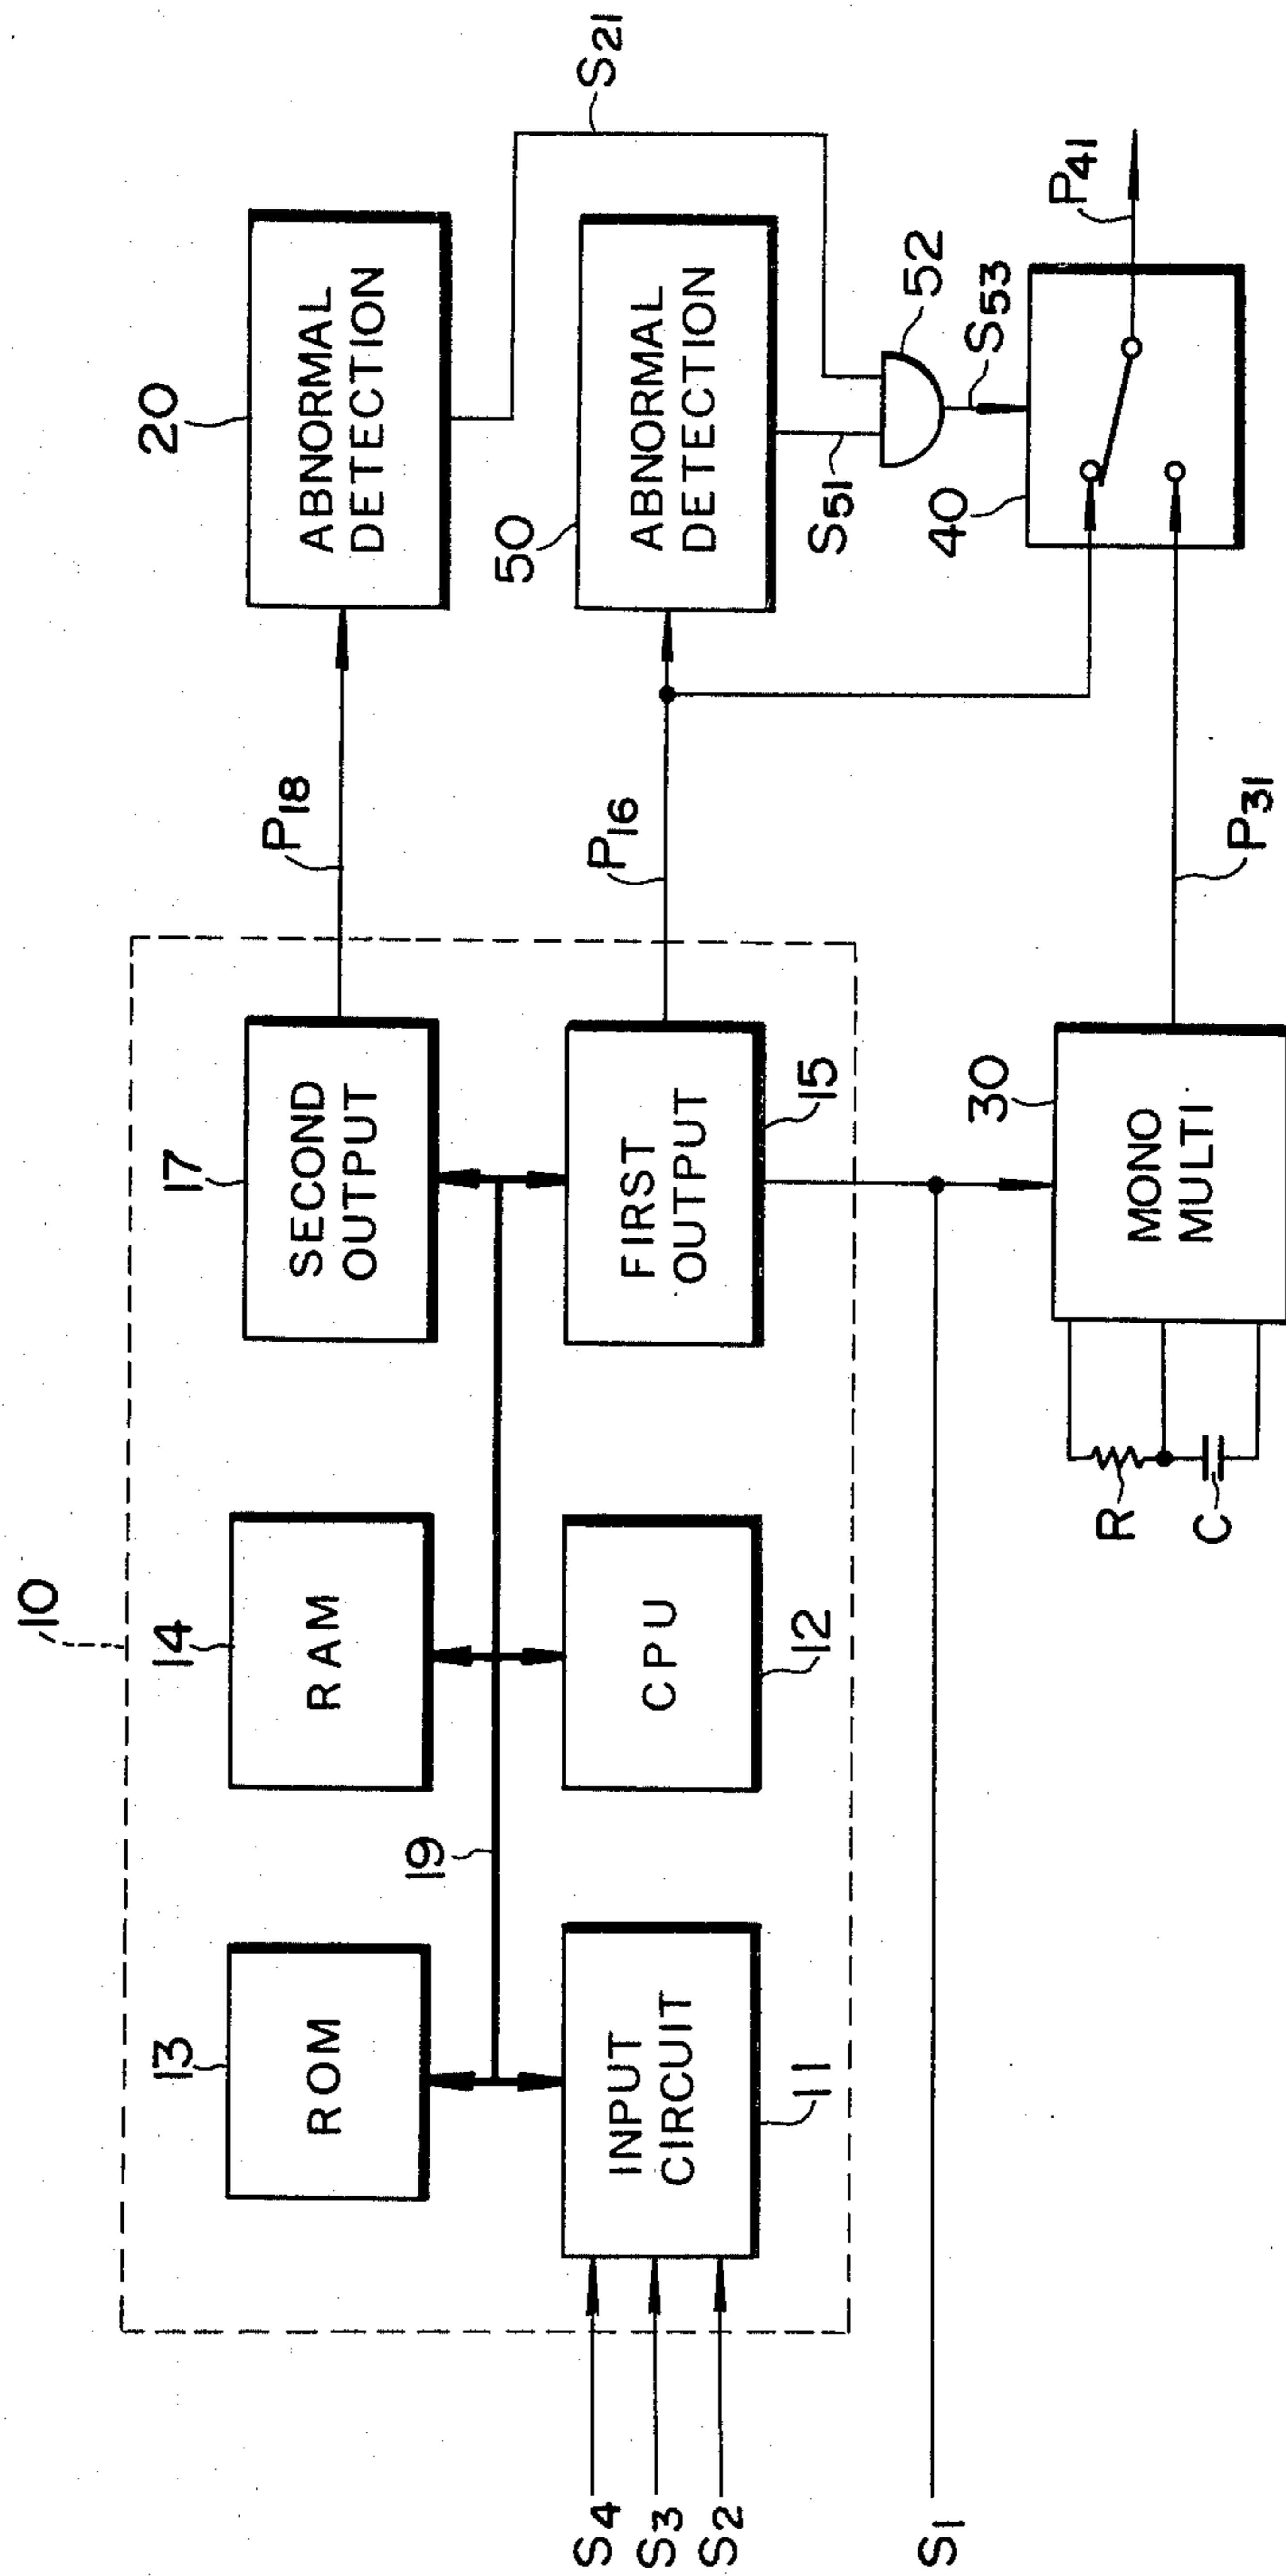 10
13
ROM
14
RAM
17
SECOND
OUTPUT
P18
20
ABNORMAL
DETECTION
S21
19
S4
S3
S2
INPUT
CIRCUIT
11
CPU
12
FIRST
OUTPUT
15
P16
50
ABNORMAL
DETECTION
S51
52
S53
S1
R
C
30
MONO
MULTI
P31
40
P41